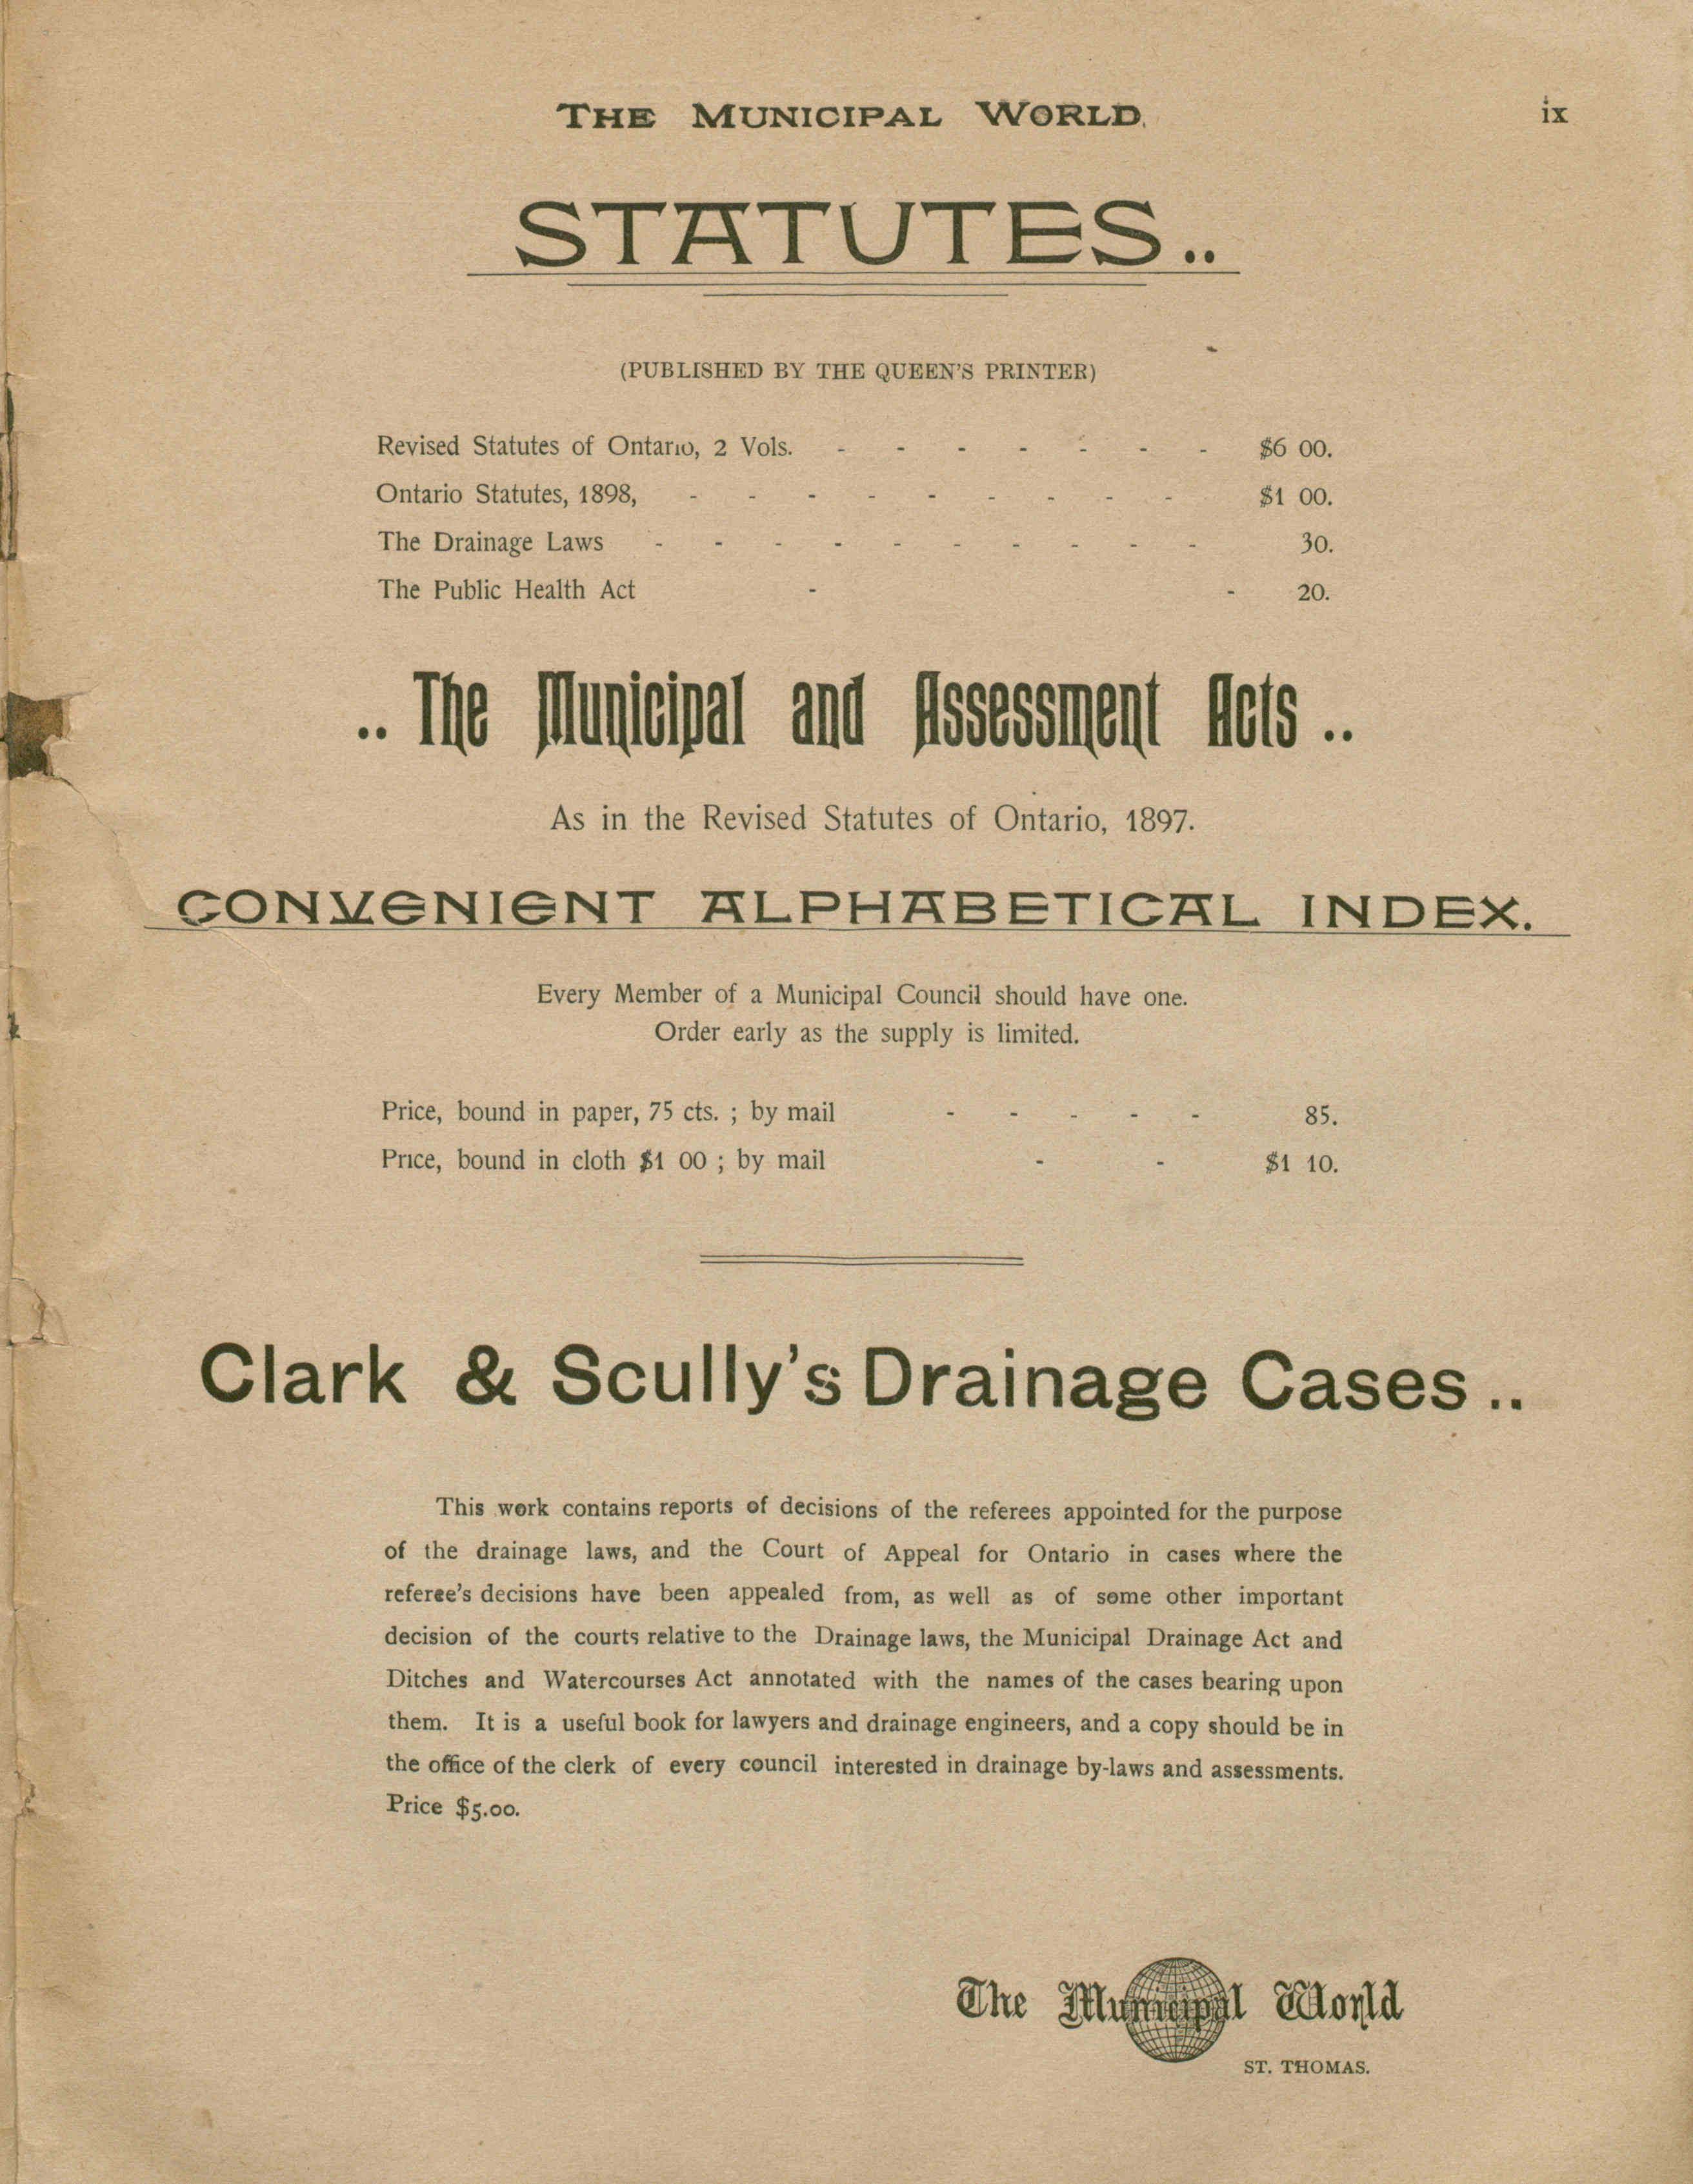 THE MUNICIPAL WORLD.
ix
STATUTES..
(PUBLISHED BY THE QUEEN'S PRINTER)
Revised Statutes of Ontario, 2 Vols. - - - - - - - $6 00.
Ontario Statutes, 1898, - - - - - - - - - $1 00.
The Drainage Laws - - - - - - - - - - 30.
The Public Health Act - - 20.
.. The Municipal and Assessment Acts ..
As in the Revised Statutes of Ontario, 1897.
CONVENIENT ALPHABETICAL INDEX.
Every Member of a Municipal Council should have one.
Order early as the supply is limited.
Price, bound in paper, 75 cts. ; by mail - - - - - 85.
Price, bound in cloth $1 00 ; by mail - - $1 10.
Clark & Scully's Drainage Cases ..
This work contains reports of decisions of the referees appointed for the purpose
of the drainage laws, and the Court of Appeal for Ontario in cases where the
referee's decisions have been appealed from, as well as of some other important
decision of the courts relative to the Drainage laws, the Municipal Drainage Act and
Ditches and Watercourses Act annotated with the names of the cases bearing upon
them. It is a useful book for lawyers and drainage engineers, and a copy should be in
the office of the clerk of every council interested in drainage by-laws and assessments.
Price $5.00.
The Municipal World
ST. THOMAS.